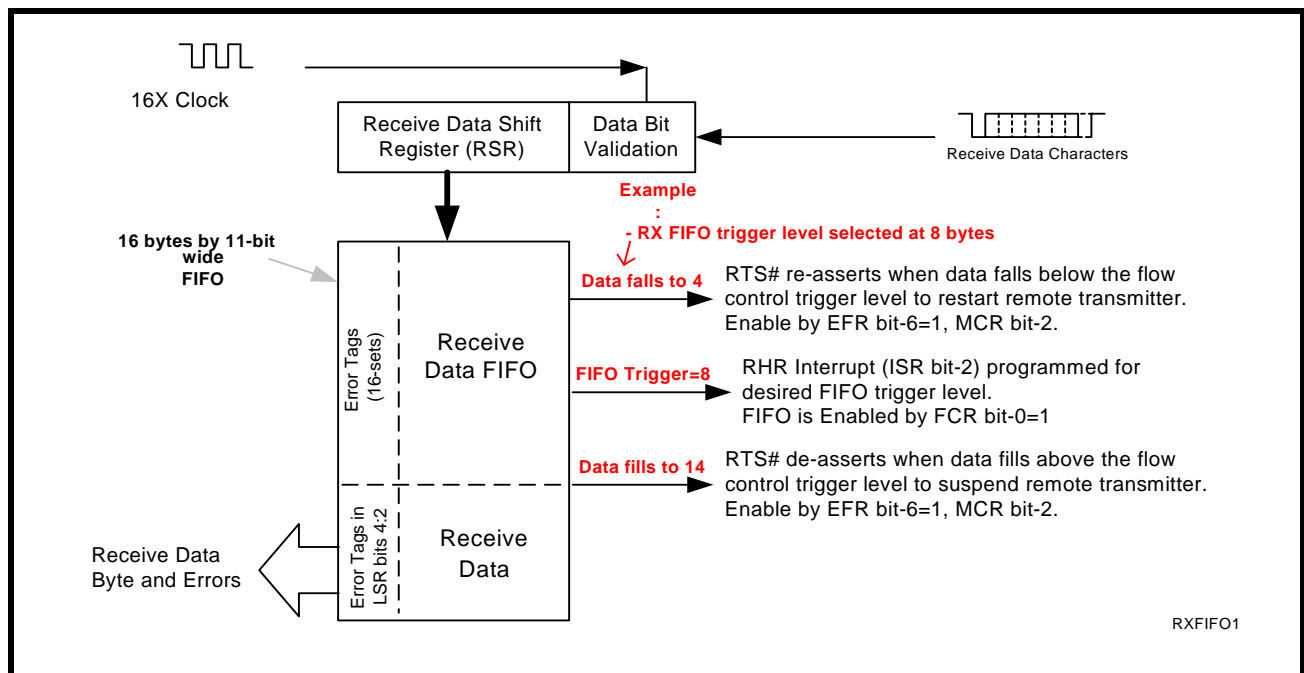 16X Clock
Receive Data Shift
Register (RSR)
Data Bit
Validation
Receive Data Characters
Example
:
- RX FIFO trigger level selected at 8 bytes
16 bytes by 11-bit
wide
FIFO
Error Tags
(16-sets)
Receive
Data FIFO
Data falls to 4
RTS# re-asserts when data falls below the flow
control trigger level to restart remote transmitter.
Enable by EFR bit-6=1, MCR bit-2.
FIFO Trigger=8
RHR Interrupt (ISR bit-2) programmed for
desired FIFO trigger level.
FIFO is Enabled by FCR bit-0=1
Data fills to 14
RTS# de-asserts when data fills above the flow
control trigger level to suspend remote transmitter.
Enable by EFR bit-6=1, MCR bit-2.
Error Tags in
LSR bits 4:2
Receive
Data
Receive Data
Byte and Errors
RXFIFO1